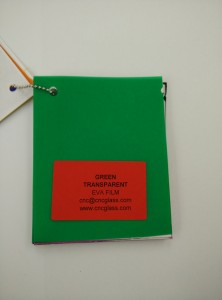 GREEN
TRANSPARENT
EVA FILM
cnc@cncglass.com
www.cncglass.com